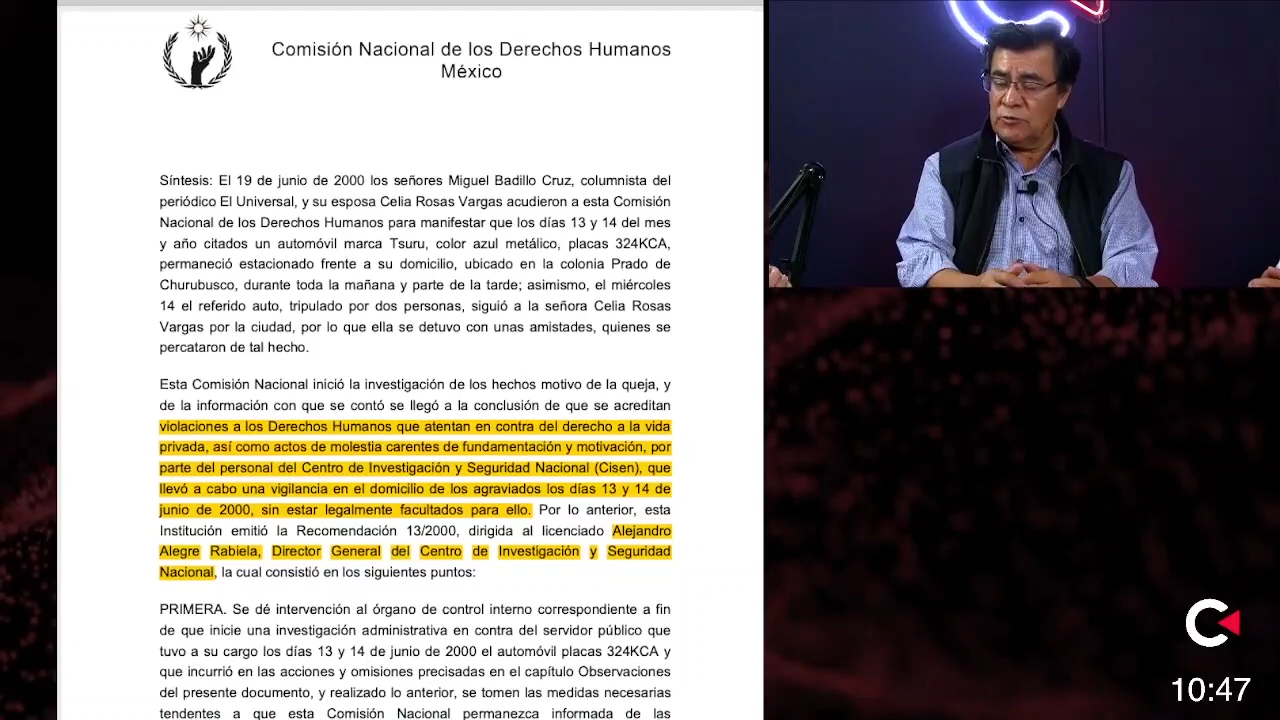 Comisión Nacional de los Derechos Humanos
México
Síntesis: El 19 de junio de 2000 los señores Miguel Badillo Cruz, columnista del
periódico El Universal, y su esposa Celia Rosas Vargas acudieron a esta Comisión
Nacional de los Derechos Humanos para manifestar que los días 13 y 14 del mes
y año citados un automóvil marca Tsuru, color azul metálico, placas 324KCA,
permaneció estacionado frente a su domicilio, ubicado en la colonia Prado de
Churubusco, durante toda la mañana y parte de la tarde; asimismo, el miércoles
14 el referido auto, tripulado por dos personas, siguió a la señora Celia Rosas
Vargas por la ciudad, por lo que ella se detuvo con unas amistades, quienes se
percataron de tal hecho.
Esta Comisión Nacional inició la investigación de los hechos motivo de la queja, y
de la información con que se contó se llegó a la conclusión de que se acreditan
violaciones a los Derechos Humanos que atentan en contra del derecho a la vida
privada, así como actos de molestia carentes de fundamentación y motivación, por
parte del personal del Centro de Investigación y Seguridad Nacional (Cisen), que
llevó a cabo una vigilancia en el domicilio de los agraviados los días 13 y 14 de
junio de 2000, sin estar legalmente facultados para ello. Por lo anterior, esta
Institución emitió la Recomendación 13/2000, dirigida al licenciado Alejandro
Alegre Rabiela, Director General del Centro de Investigación y Seguridad
Nacional, la cual consistió en los siguientes puntos:
PRIMERA. Se dé intervención al órgano de control interno correspondiente a fin
de que inicie una investigación administrativa en contra del servidor público que
tuvo a su cargo los días 13 y 14 de junio de 2000 el automóvil placas 324KCA y
que incurrió en las acciones y omisiones precisadas en el capítulo Observaciones
del presente documento, y realizado lo anterior, se tomen las medidas necesarias
tendentes a que esta Comisión Nacional permanezca informada de las
10:47